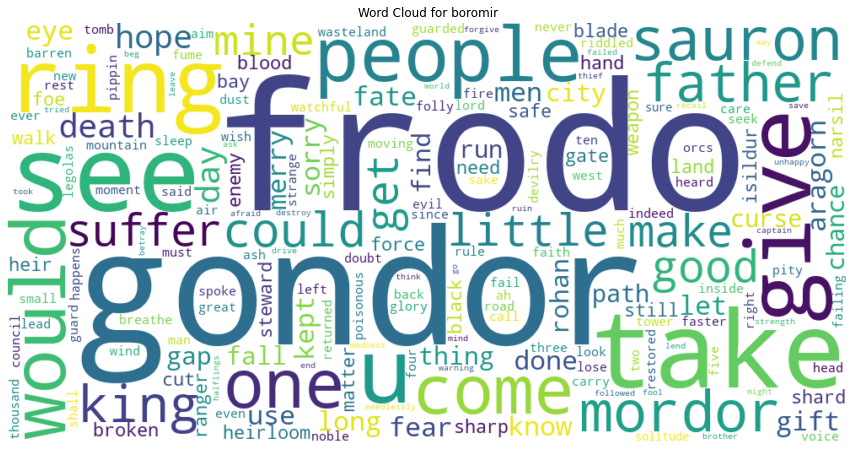 Word Cloud for boromir
eye tomb aim hope mine people wasteland guarded never forgive sauron
barren fume blood riddled failed blade
ring beg new pippin leave bay fate men city hand father
foe rest tried dust watchful folly lord fire safe weapon sure care narsil
ever death wish frodo world way defend thief recoil save
walk mountain sleep day merry sorry simply moving find run ten orcs seek
legolas enemy strange get need gate land isildur aragorn give
see air devilry sake west heard chance
took moment said afraid destroy evil since ruin indeed unhappy
would suffer could little make curse captain
heir must betray ash drive force doubt rule faith much pity
small happens gondor steward kept left poisonous spoke great back glory think fail ah road call go black rohan path good inside failing
guard breathe still let right strength
council lead man wind returned madness mind tower faster
thousand gap fall end warning four thing three done look two restored lend five take
king cut ranger one u come matter lose might head
shall halflings carry followed fool mordor shard
even use needlessly gift
broken heirloom noble long fear sharp know solitude brother voice
ask